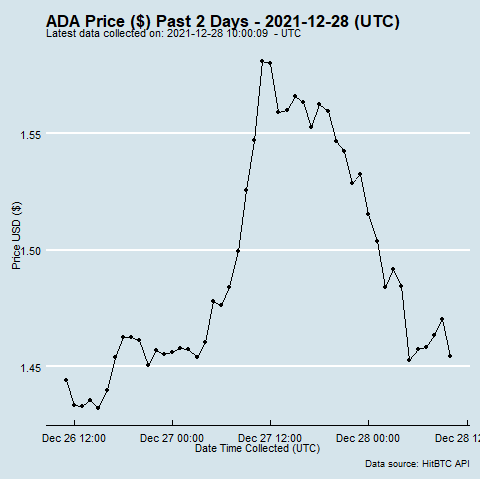 ADA Price ($) Past 2 Days - 2021-12-28 (UTC)
Latest data collected on: 2021-12-28 10:00:09 - UTC
1.55
1.50
1.45
Price USD ($)
Dec 26 12:00 Dec 27 00:00 Dec 27 12:00 Dec 28 00:00 Dec 28 12
Date Time Collected (UTC)
Data source: HitBTC API